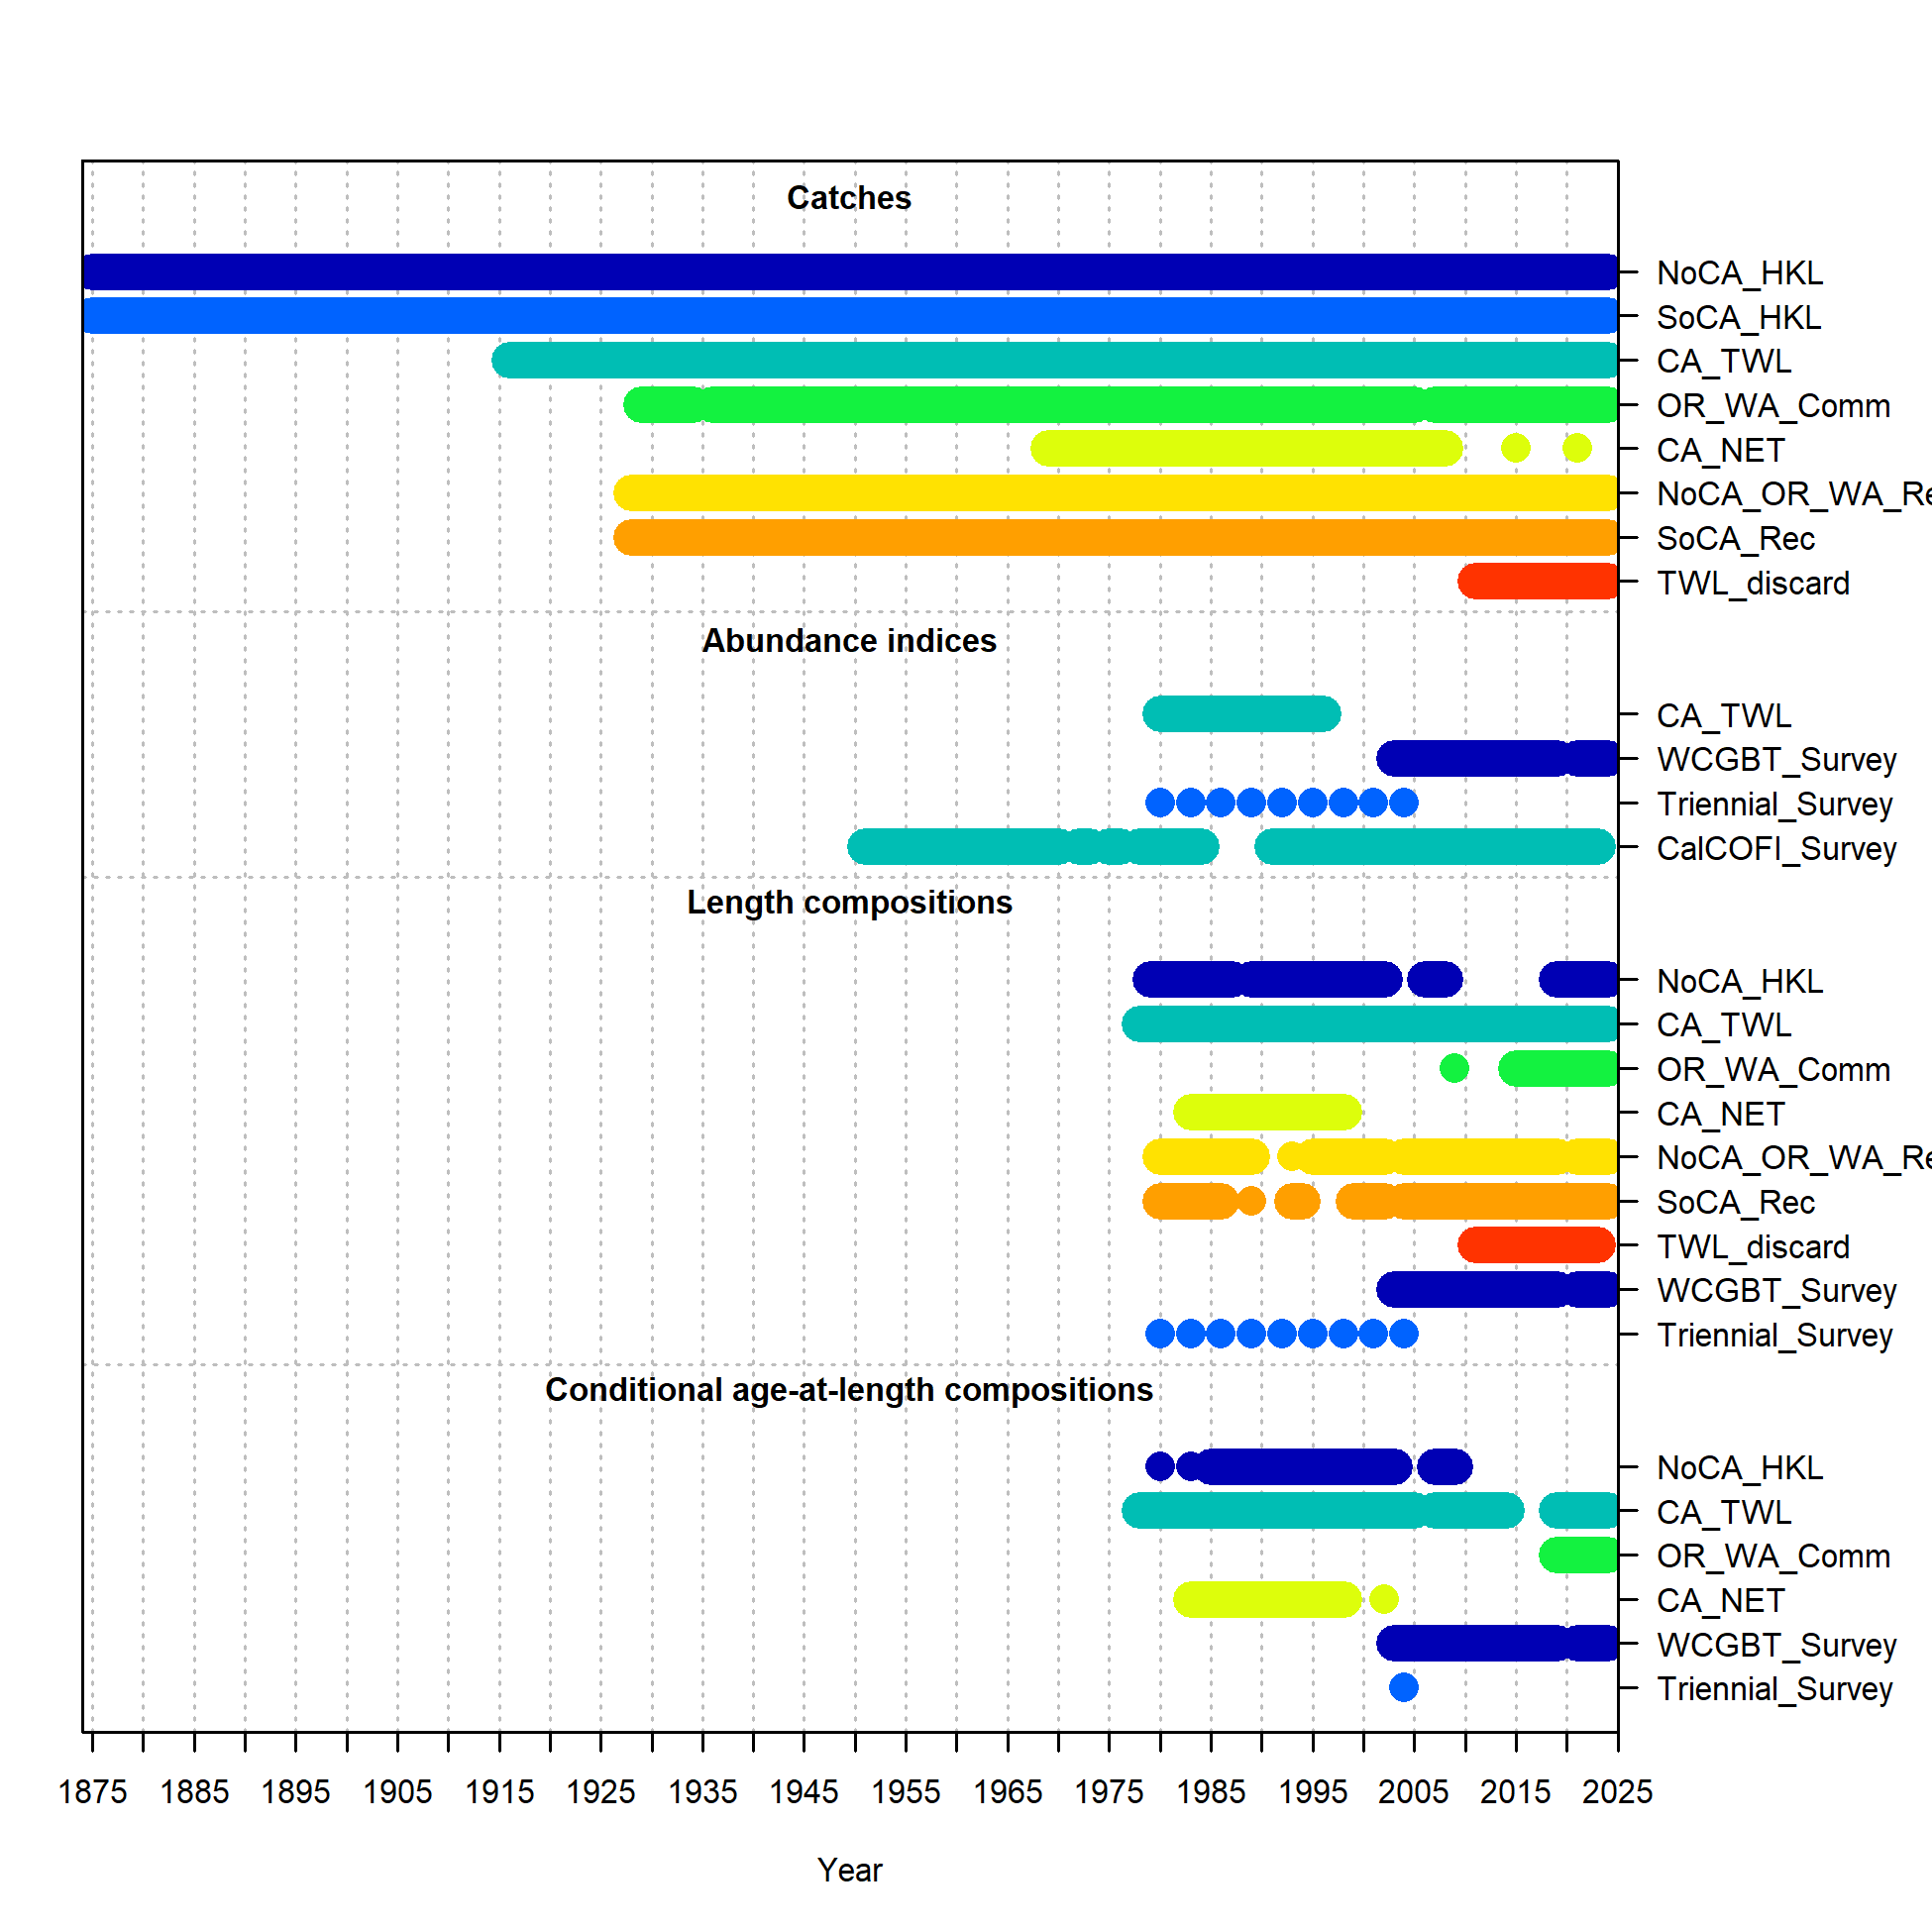 Catches
NoCA_HKL
SoCA_HKL
CA_TWL
OR_WA_Comm
CA_NET
NoCA_OR_WA_Re
SoCA_Rec
TWL_discard
Abundance indices
CA_TWL
WCGBT_Survey
Triennial_Survey
CalCOFI_Survey
Length compositions
NoCA_HKL
CA_TWL
OR_WA_Comm
CA_NET
NoCA_OR_WA_Re
SoCA_Rec
TWL_discard
WCGBT_Survey
Triennial_Survey
Conditional age-at-length compositions
NoCA_HKL
CA_TWL
OR_WA_Comm
CA_NET
WCGBT_Survey
Triennial_Survey
1875 1885 1895 1905 1915 1925 1935 1945 1955 1965 1975 1985 1995 2005 2015 2025
Year